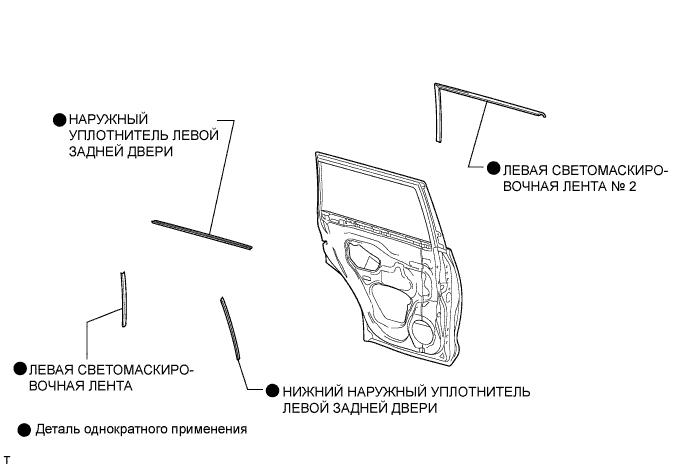 НАРУЖНЫЙ
УПЛОТНИТЕЛЬ ЛЕВОЙ
ЗАДНЕЙ ДВЕРИ
ЛЕВАЯ СВЕТОМАСКИРО-
ВОЧНАЯ ЛЕНТА № 2
ЛЕВАЯ СВЕТОМАСКИРО-
ВОЧНАЯ ЛЕНТА
НИЖНИЙ НАРУЖНЫЙ УПЛОТНИТЕЛЬ
ЛЕВОЙ ЗАДНЕЙ ДВЕРИ
Деталь однократного применения
T